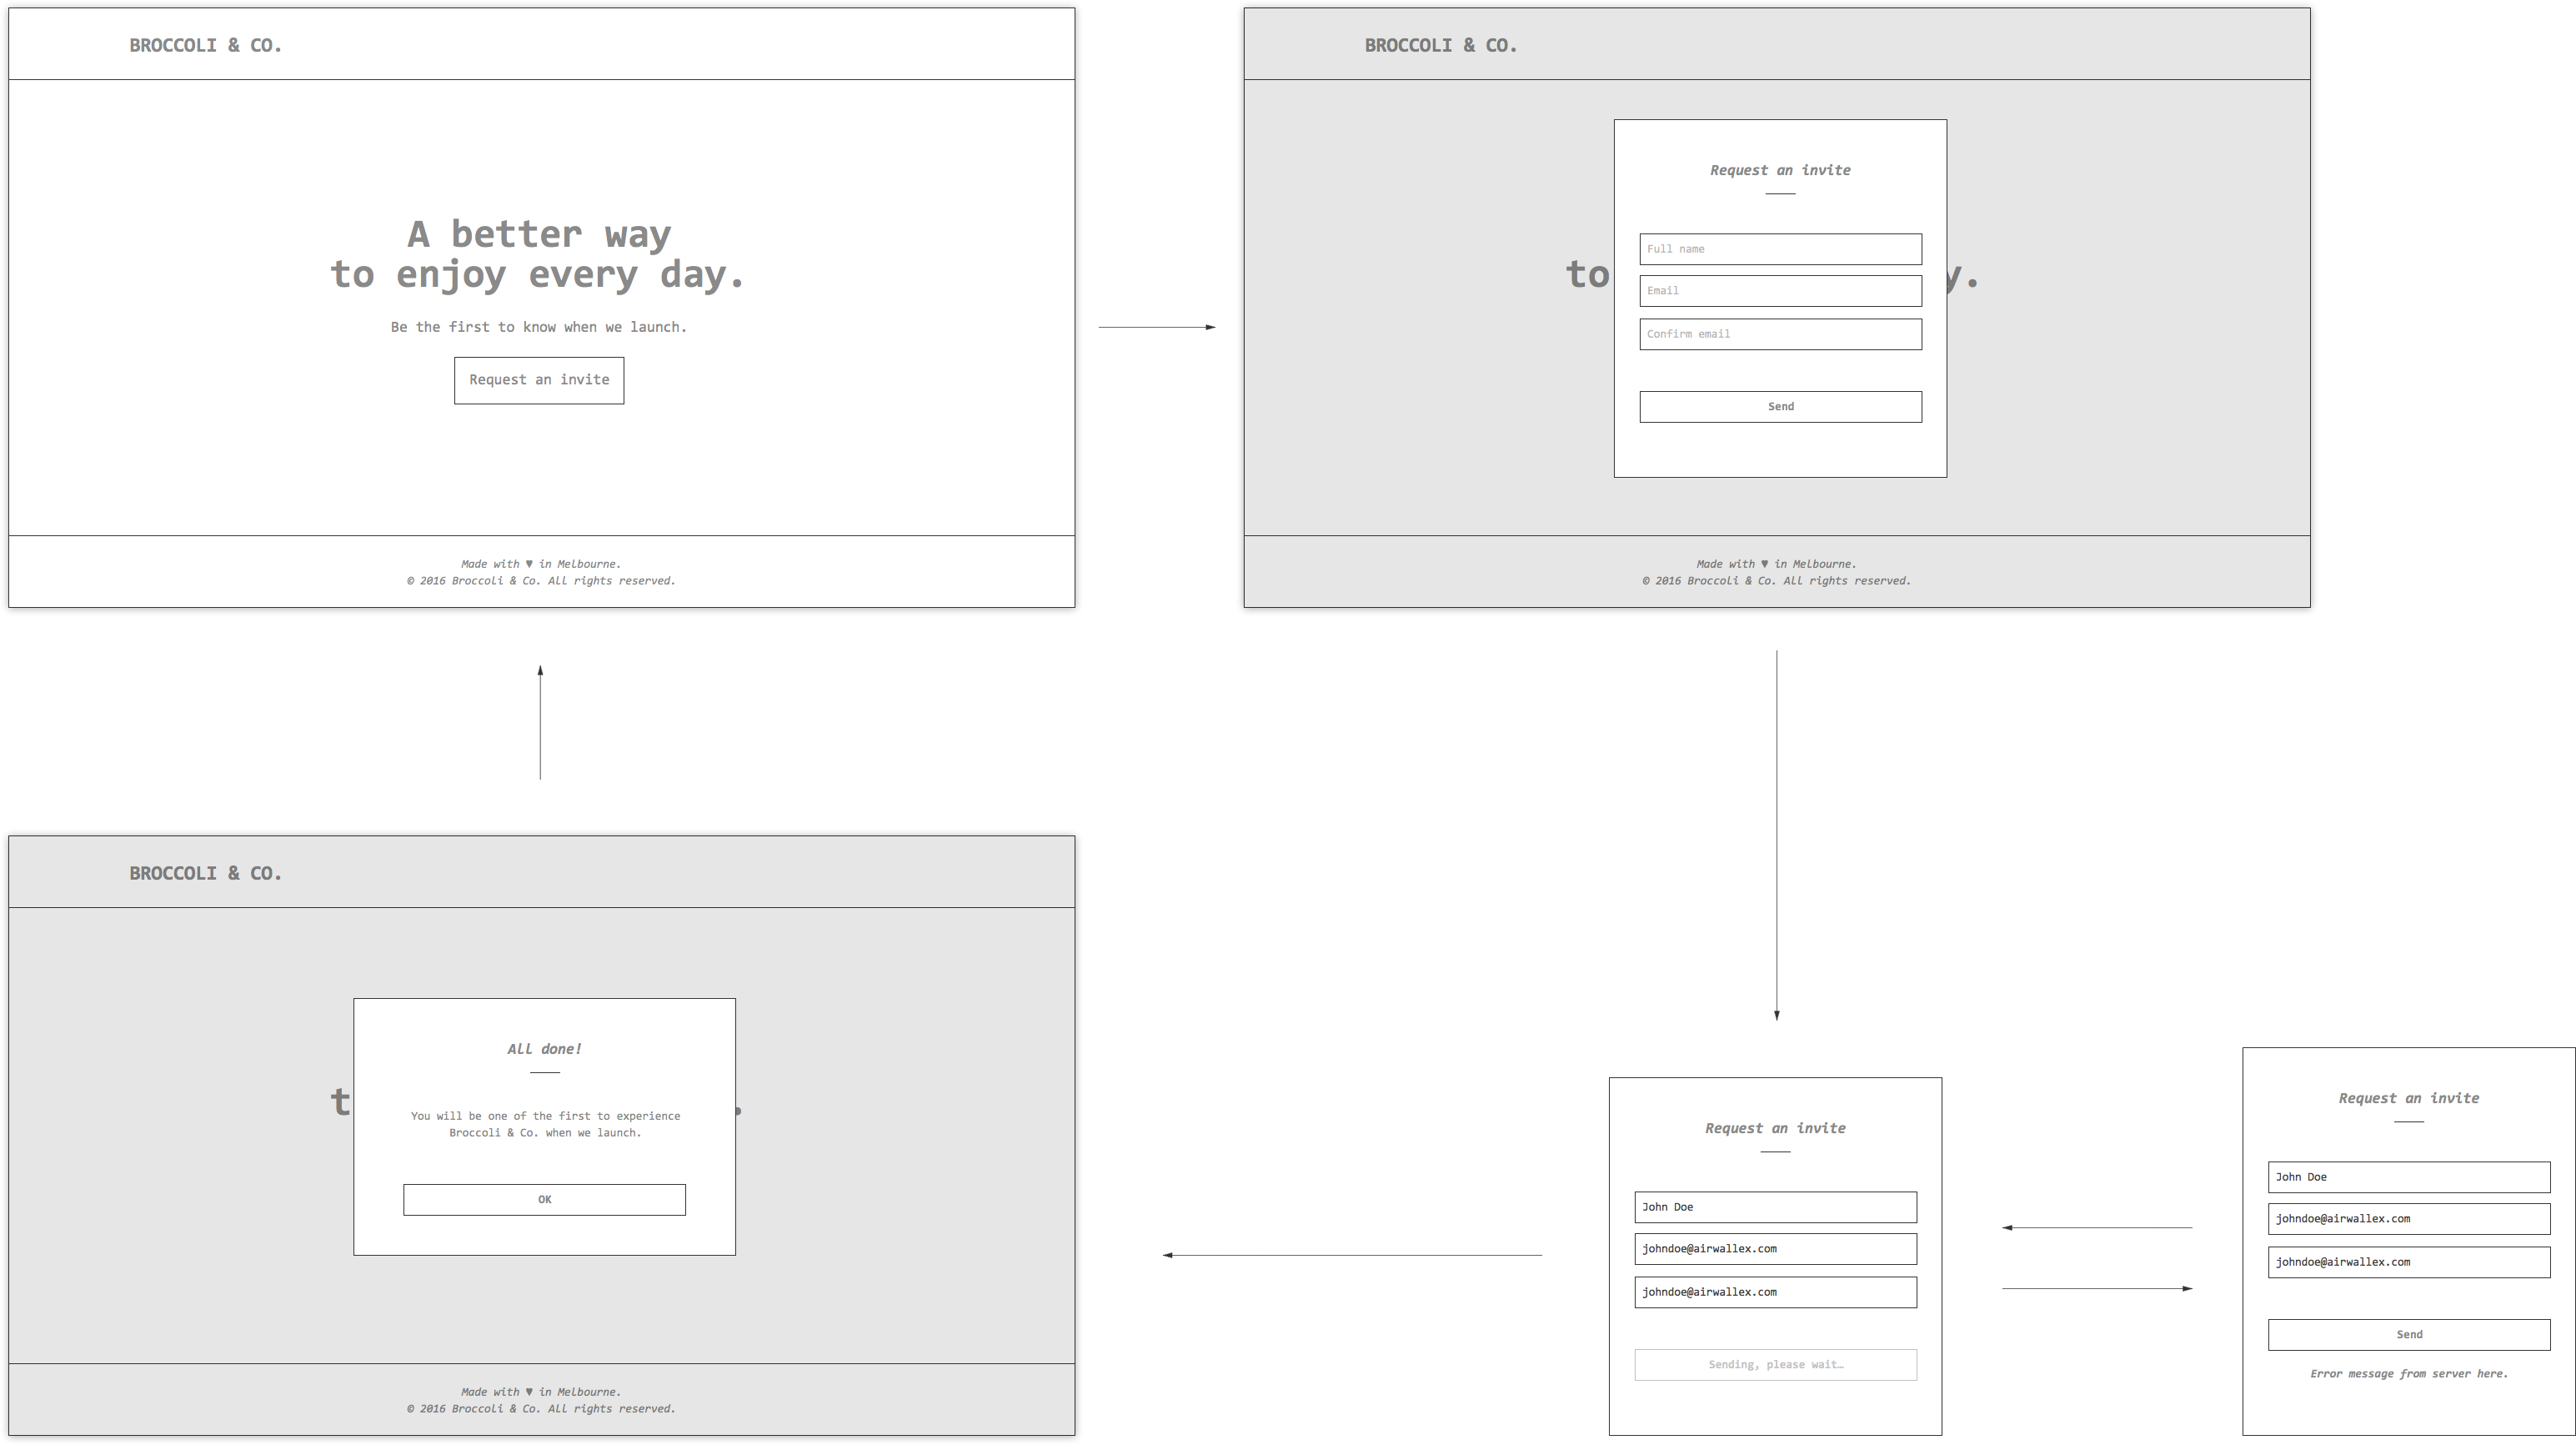 BROCCOLI & CO.
A better way
to enjoy every day.
Be the first to know when we launch.
Request an invite
Made with ♥ in Melbourne.
© 2016 Broccoli & Co. All rights reserved.
BROCCOLI & CO.
to
y.
Request an invite
Full name
Email
Confirm email
Send
Made with ♥ in Melbourne.
© 2016 Broccoli & Co. All rights reserved.
Request an invite
John Doe
johndoe@airwallex.com
johndoe@airwallex.com
Sending, please wait…
Request an invite
John Doe
johndoe@airwallex.com
johndoe@airwallex.com
Send
Error message from server here.
BROCCOLI & CO.
t
.
All done!
You will be one of the first to experience
Broccoli & Co. when we launch.
OK
Made with ♥ in Melbourne.
© 2016 Broccoli & Co. All rights reserved.